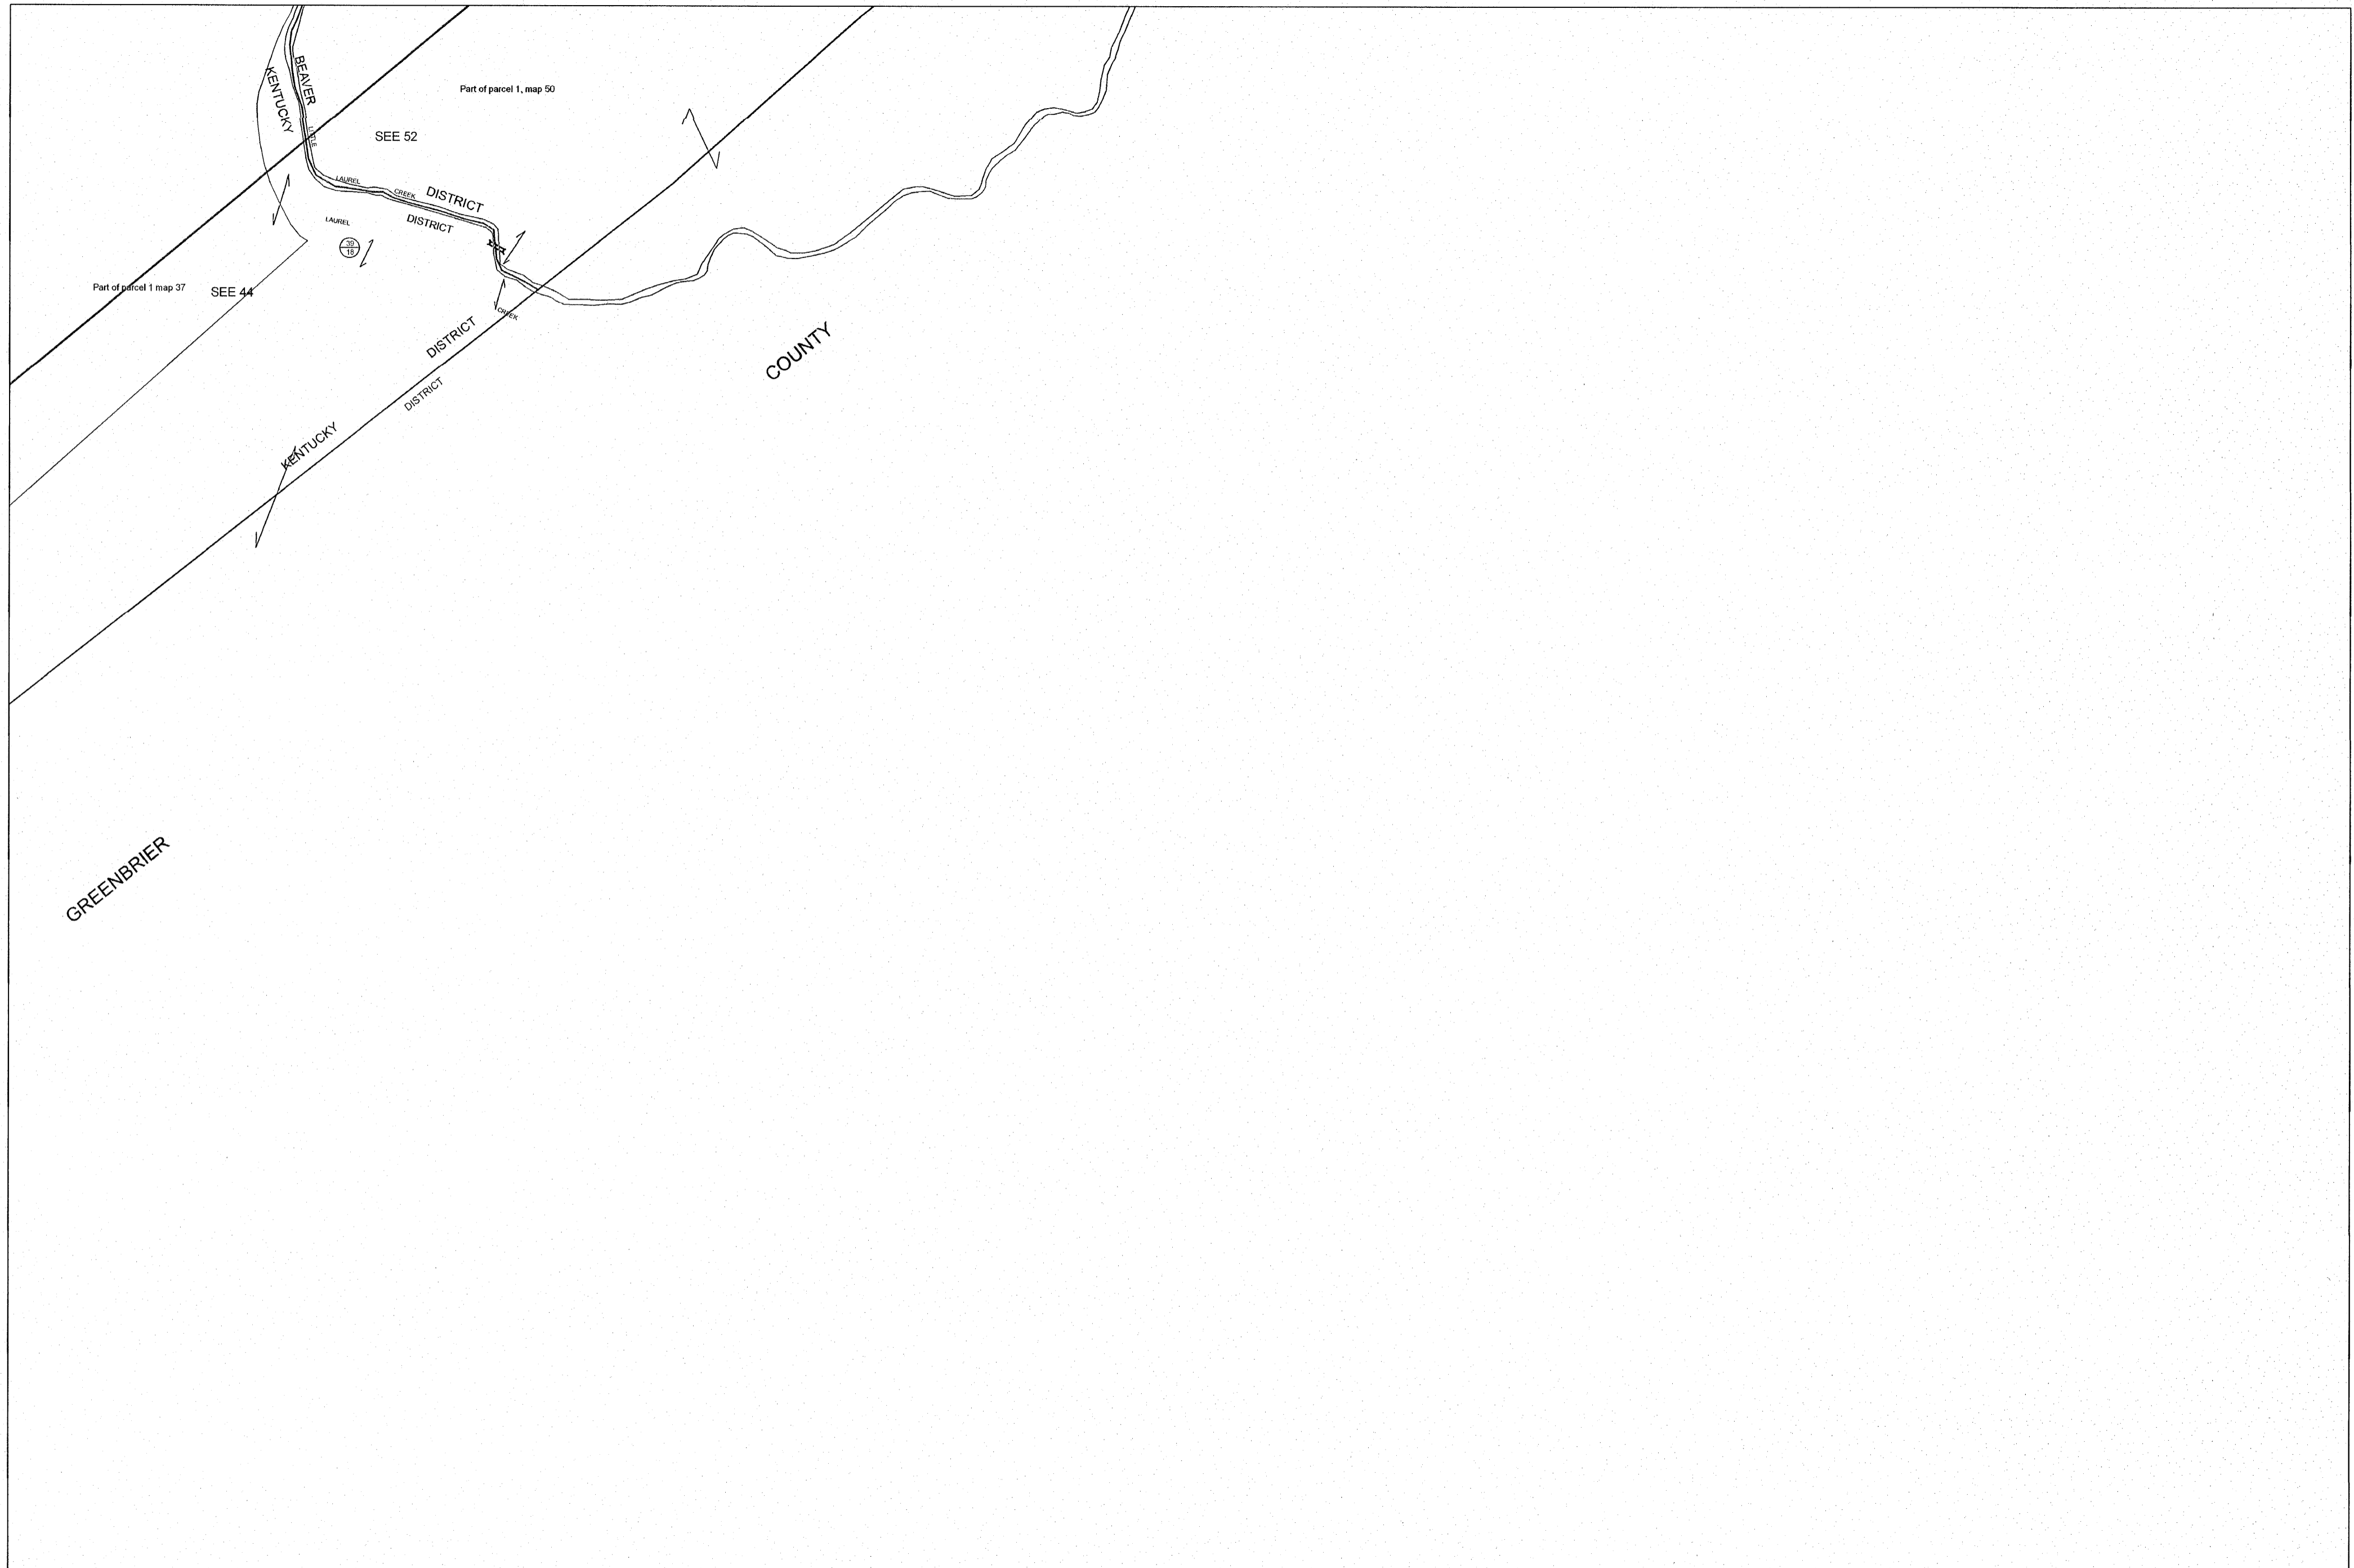 BEAVER
KENTUCKY
Part of parcel 1, map 50
SEE 52
LITTLE
LAUREL
CREEK
DISTRICT
LAUREL
DISTRICT
39
18
Part of parcel 1 map 37
SEE 44
CREEK
DISTRICT
COUNTY
DISTRICT
KENTUCKY
GREENBRIER